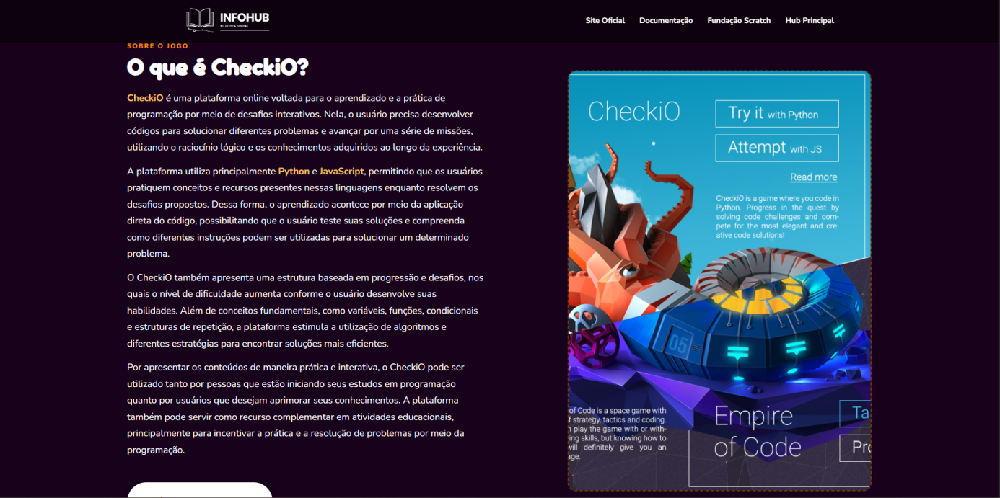 INFOHUB
BILIOTECA DIGITAL
Site Oficial Documentação Fundação Scratch Hub Principal
SOBRE O JOGO
O que é CheckiO?
CheckiO é uma plataforma online voltada para o aprendizado e a prática de
programação por meio de desafios interativos. Nela, o usuário precisa desenvolver
códigos para solucionar diferentes problemas e avançar por uma série de missões,
utilizando o raciocínio lógico e os conhecimentos adquiridos ao longo da experiência.
A plataforma utiliza principalmente Python e JavaScript, permitindo que os usuários
pratiquem conceitos e recursos presentes nessas linguagens enquanto resolvem os
desafios propostos. Dessa forma, o aprendizado acontece por meio da aplicação
direta do código, possibilitando que o usuário teste suas soluções e compreenda
como diferentes instruções podem ser utilizadas para solucionar um determinado
problema.
O CheckiO também apresenta uma estrutura baseada em progressão e desafios, nos
quais o nível de dificuldade aumenta conforme o usuário desenvolve suas
habilidades. Além de conceitos fundamentais, como variáveis, funções, condicionais
e estruturas de repetição, a plataforma estimula a utilização de algoritmos e
diferentes estratégias para encontrar soluções mais eficientes.
Por apresentar os conteúdos de maneira prática e interativa, o CheckiO pode ser
utilizado tanto por pessoas que estão iniciando seus estudos em programação
quanto por usuários que desejam aprimorar seus conhecimentos. A plataforma
também pode servir como recurso complementar em atividades educacionais,
principalmente para incentivar a prática e a resolução de problemas por meio da
programação.
CheckiO
Try it with Python
Attempt with JS
Read more
CheckiO is a game where you code in
Python. Progress in the quest by
solving code challenges and com-
pete for the most elegant and cre-
ative code solutions!
05
of Code is a space game with
f strategy, tactics and coding.
n play the game with or with-
ing skills, but knowing how to
will definitely give you an
age.
Empire
of Code
Ta
Pro